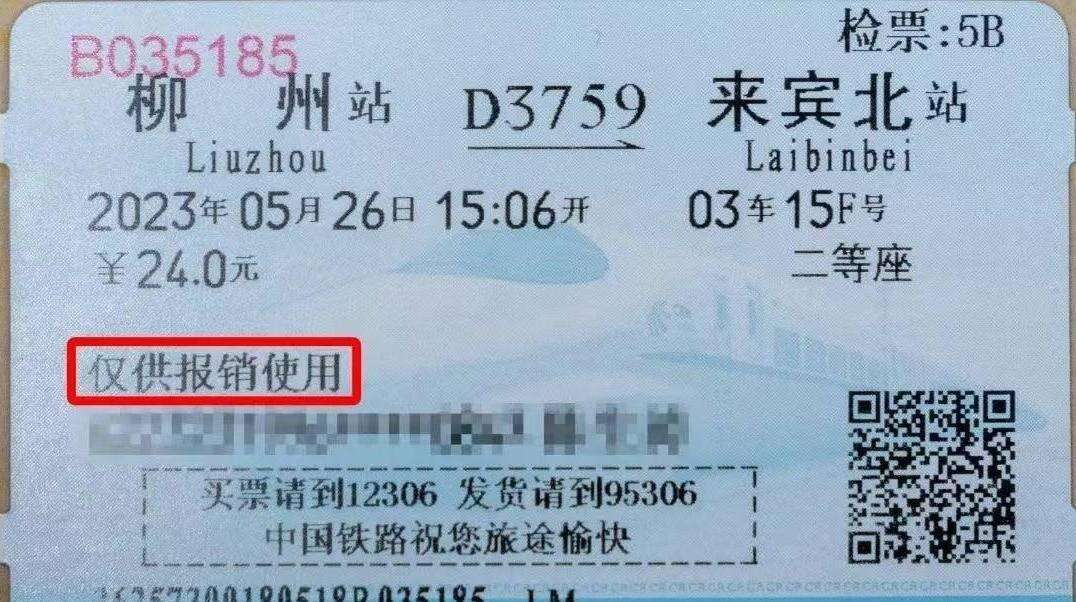 检票:5B
B035185
柳州站 D3759 来宾北站
Liuzhou Laibinbei
2023年05月26日 15:06开 03车15F号
¥24.0元 二等座
仅供报销使用
买票请到12306 发货请到95306
中国铁路祝您旅途愉快